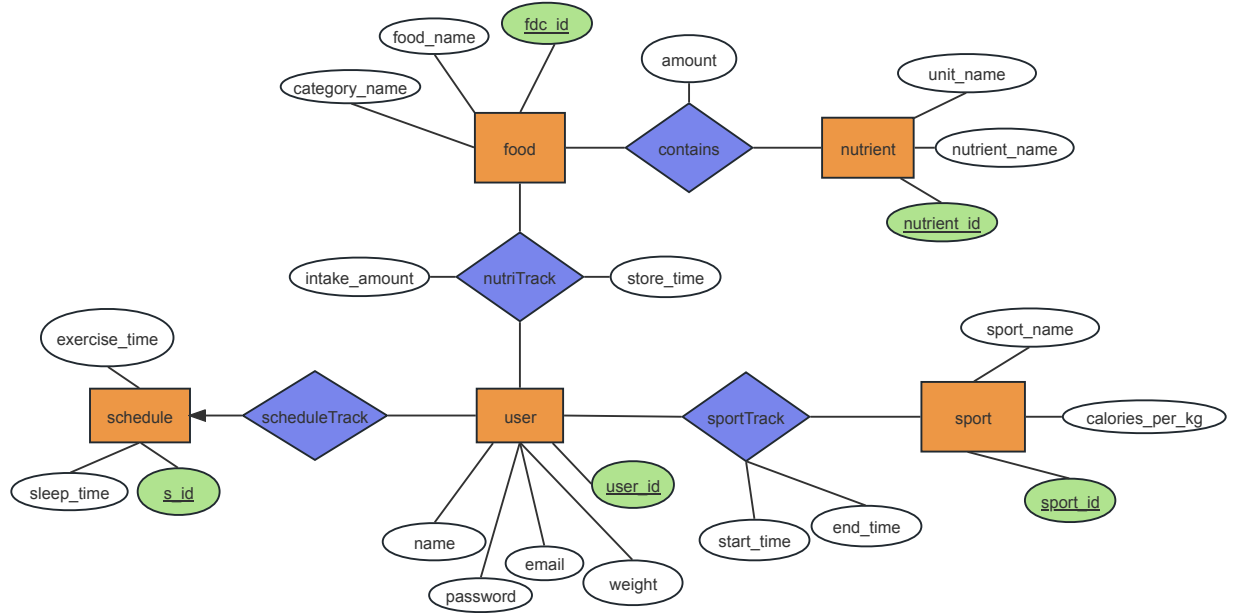 fdc_id
food_name
amount
category_name
unit_name
food
contains
nutrient
nutrient_name
nutrient_id
intake_amount
nutriTrack
store_time
exercise_time
sport_name
schedule
scheduleTrack
user
sportTrack
sport
calories_per_kg
sleep_time
s_id
user_id
sport_id
name
start_time
end_time
email
password
weight